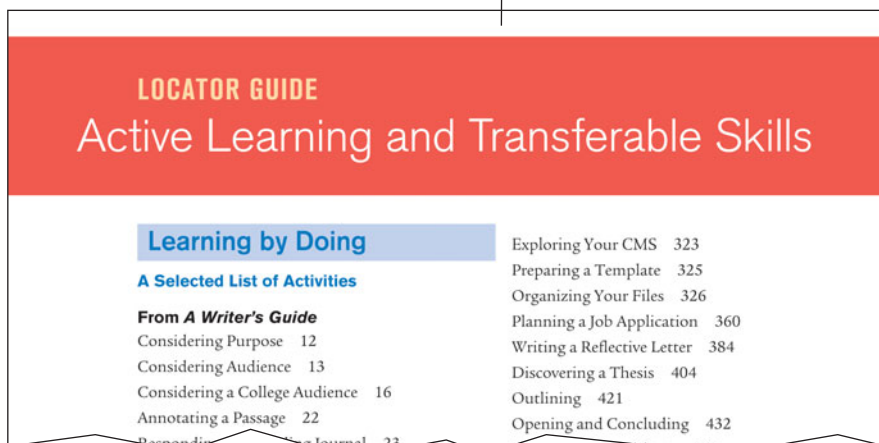 LOCATOR GUIDE
Active Learning and Transferable Skills
Learning by Doing
A Selected List of Activities
From A Writer's Guide
Considering Purpose 12
Considering Audience 13
Considering a College Audience 16
Annotating a Passage 22
Journal 23
Exploring Your CMS 323
Preparing a Template 325
Organizing Your Files 326
Planning a Job Application 360
Writing a Reflective Letter 384
Discovering a Thesis 404
Outlining 421
Opening and Concluding 432